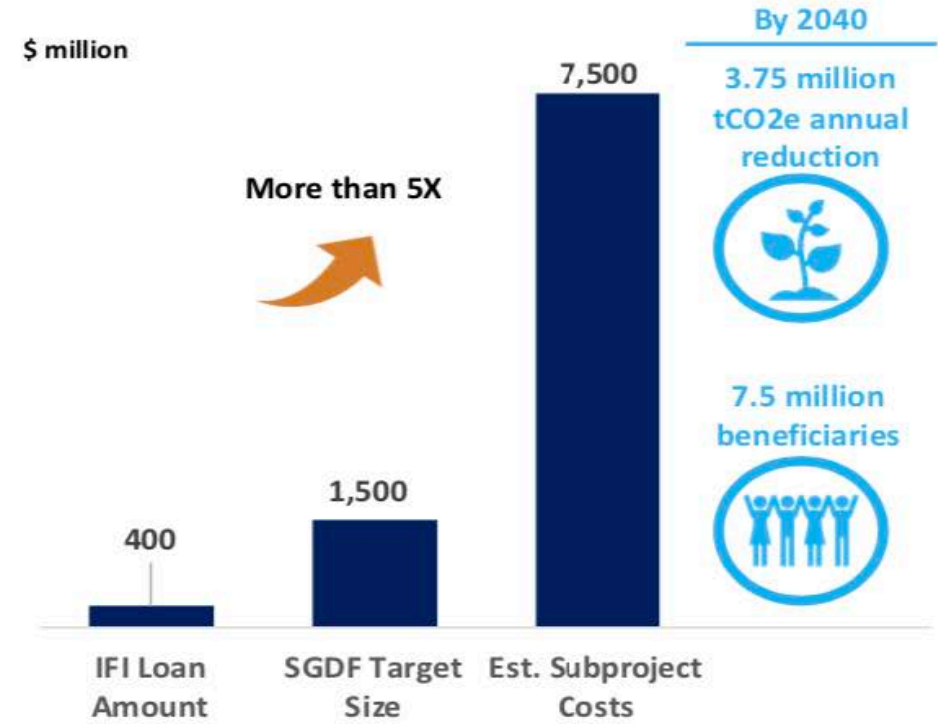 $ million
By 2040
7,500
3.75 million
tCO2e annual
reduction
More than 5X
7.5 million
beneficiaries
1,500
400
IFI Loan
Amount
SGDF Target
Size
Est. Subproject
Costs